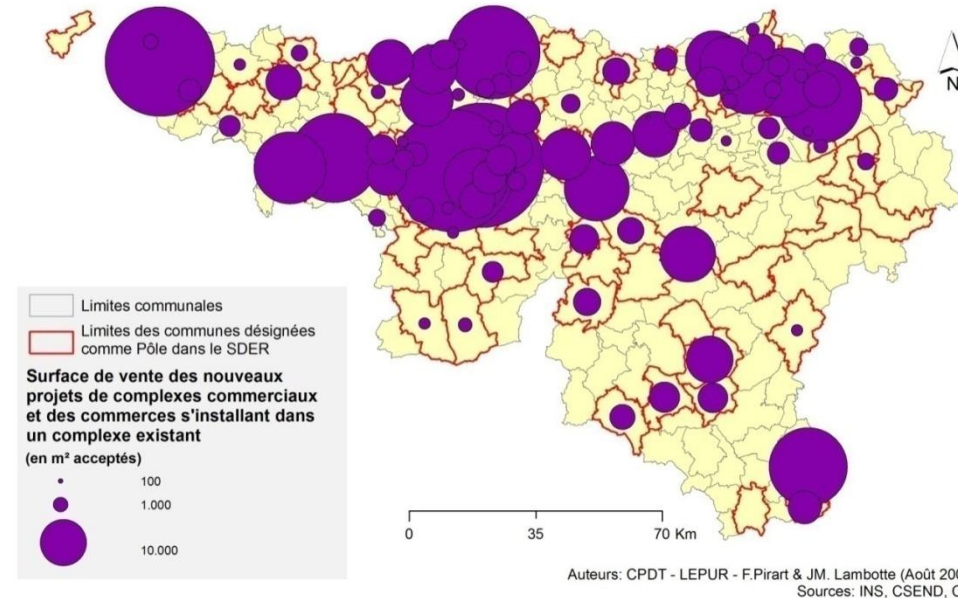 N
Limites communales
Limites des communes désignées
comme Pôle dans le SDER
Surface de vente des nouveaux
projets de complexes commerciaux
et des commerces s'installant dans
un complexe existant
(en m² acceptés)
100
1.000
10.000
0 35 70 Km
Auteurs: CPDT - LEPUR - F.Pirart & JM. Lambotte (Août 200
Sources: INS, CSEND,